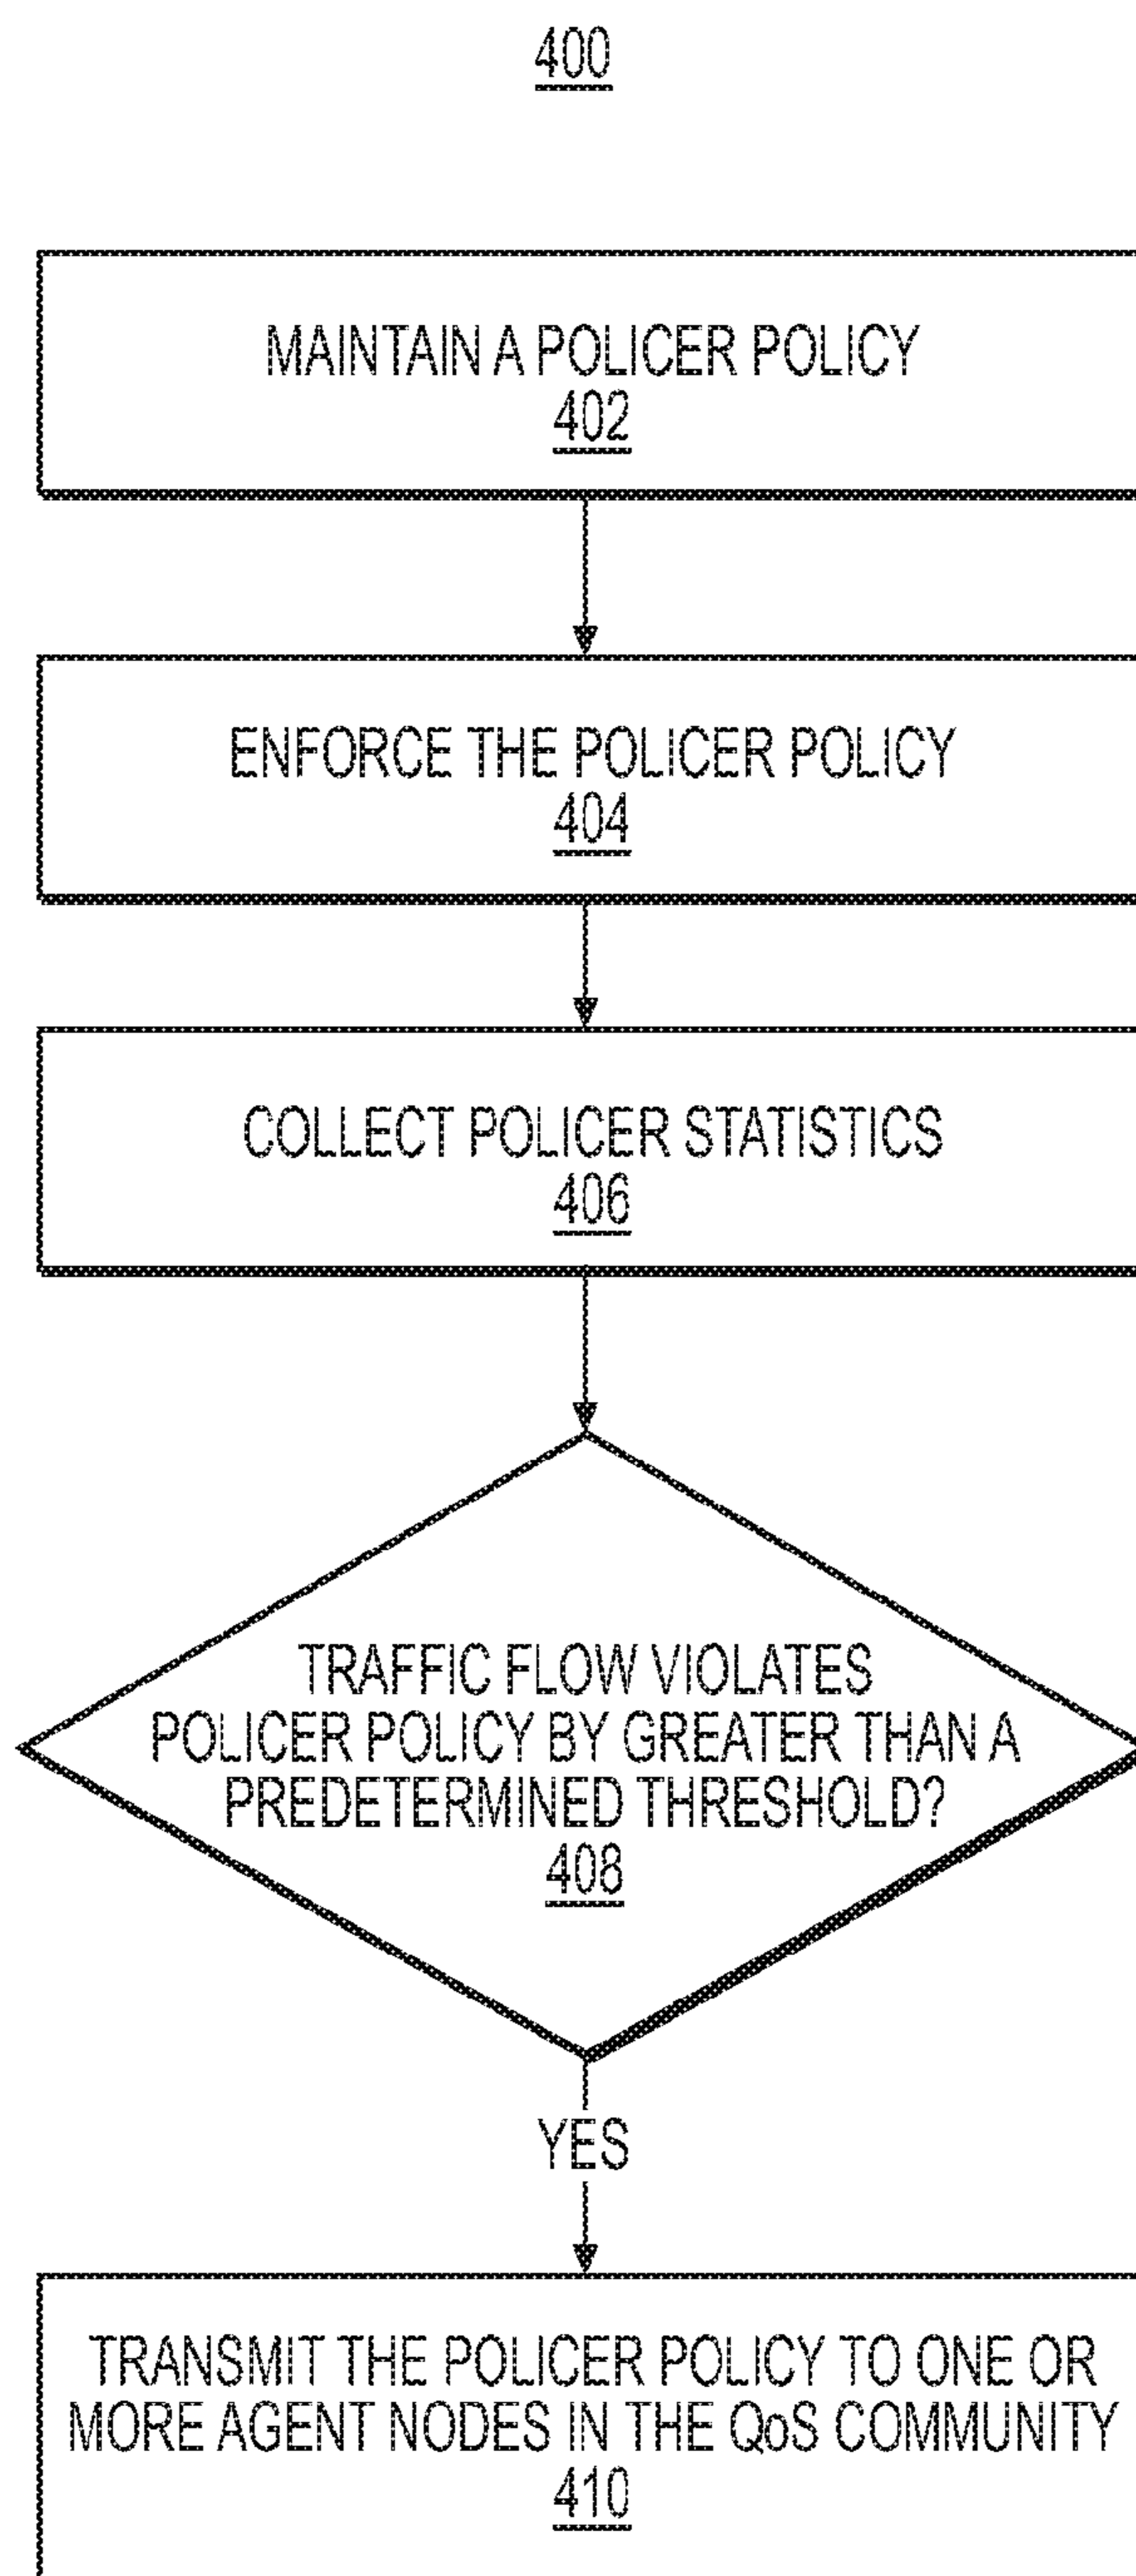 400
MAINTAIN A POLICER POLICY
402
ENFORCE THE POLICER POLICY
404
COLLECT POLICER STATISTICS
406
TRAFFIC FLOW VIOLATES
POLICER POLICY BY GREATER THAN A
PREDETERMINED THRESHOLD?
408
YES
TRANSMIT THE POLICER POLICY TO ONE OR
MORE AGENT NODES IN THE QoS COMMUNITY
410